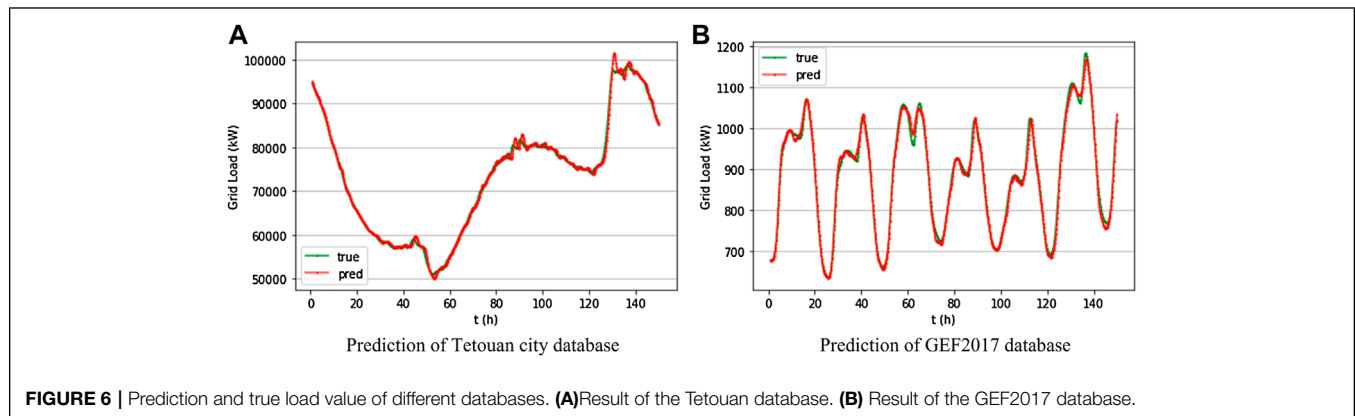 A
100000
90000
80000
70000
60000
50000
Grid Load (kW)
true
pred
0 20 40 60 80 100 120 140
t (h)
Prediction of Tetouan city database
B
1200
1100
1000
900
800
700
Grid Load (kW)
true
pred
0 20 40 60 80 100 120 140
t (h)
Prediction of GEF2017 database
FIGURE 6 | Prediction and true load value of different databases. (A)Result of the Tetouan database. (B) Result of the GEF2017 database.